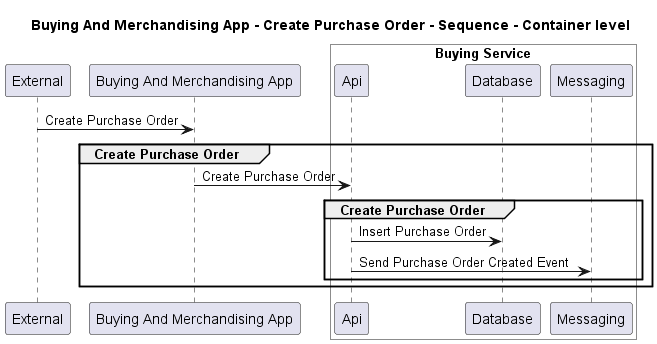 Buying And Merchandising App - Create Purchase Order - Sequence - Container level
Buying Service
External
Buying And Merchandising App
Api
Database
Messaging
Create Purchase Order
Create Purchase Order
Create Purchase Order
Create Purchase Order
Insert Purchase Order
Send Purchase Order Created Event
External
Buying And Merchandising App
Api
Database
Messaging